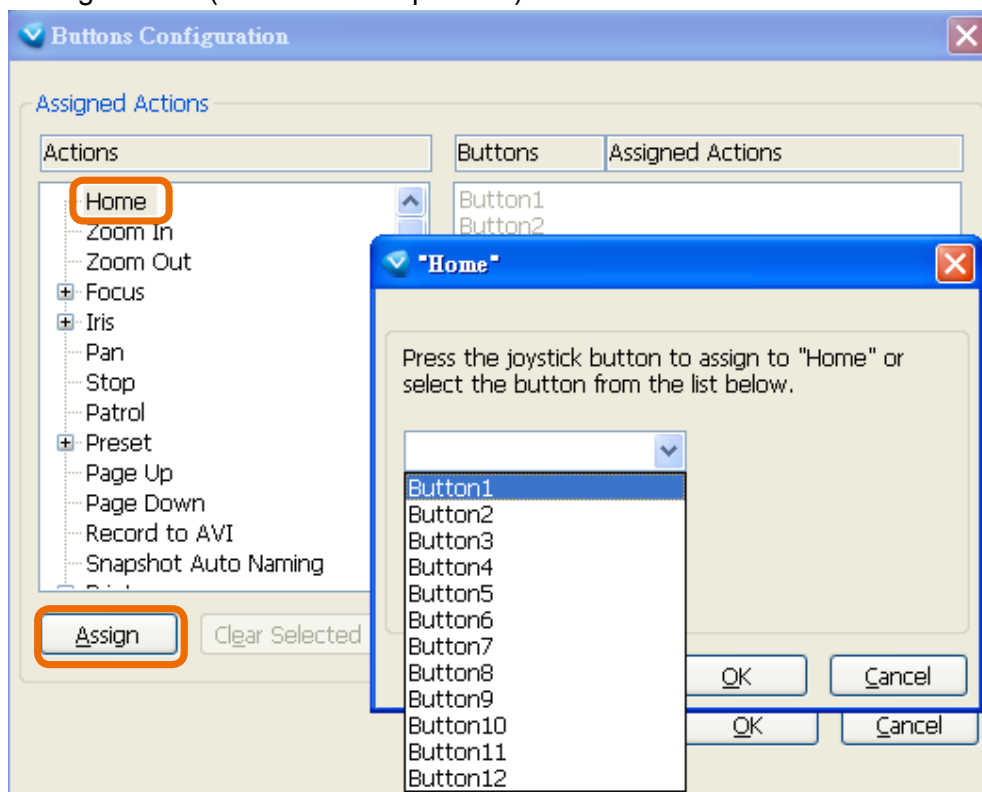 Buttons Configuration
Assigned Actions
Actions
Buttons
Assigned Actions
Home
Zoom In
Zoom Out
Focus
Iris
Pan
Stop
Patrol
Preset
Page Up
Page Down
Record to AVI
Snapshot Auto Naming
Button1
Button2
"Home"
Press the joystick button to assign to "Home" or
select the button from the list below.
Button1
Button2
Button3
Button4
Button5
Button6
Button7
Button8
Button9
Button10
Button11
Button12
OK
Cancel
Assign
Clear Selected
OK
Cancel